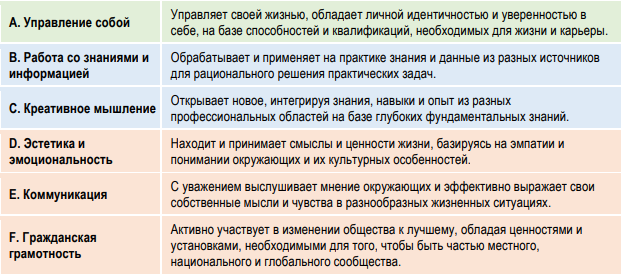 A. Управление собой
Управляет своей жизнью, обладает личной идентичностью и уверенностью в
себе, на базе способностей и квалификаций, необходимых для жизни и карьеры.
B. Работа со знаниями и
информацией
Обрабатывает и применяет на практике знания и данные из разных источников
для рационального решения практических задач.
C. Креативное мышление
Открывает новое, интегрируя знания, навыки и опыт из разных
профессиональных областей на базе глубоких фундаментальных знаний.
D. Эстетика и
эмоциональность
Находит и принимает смыслы и ценности жизни, базируясь на эмпатии и
понимании окружающих и их культурных особенностей.
E. Коммуникация
С уважением выслушивает мнение окружающих и эффективно выражает свои
собственные мысли и чувства в разнообразных жизненных ситуациях.
F. Гражданская
грамотность
Активно участвует в изменении общества к лучшему, обладая ценностями и
установками, необходимыми для того, чтобы быть частью местного,
национального и глобального сообщества.